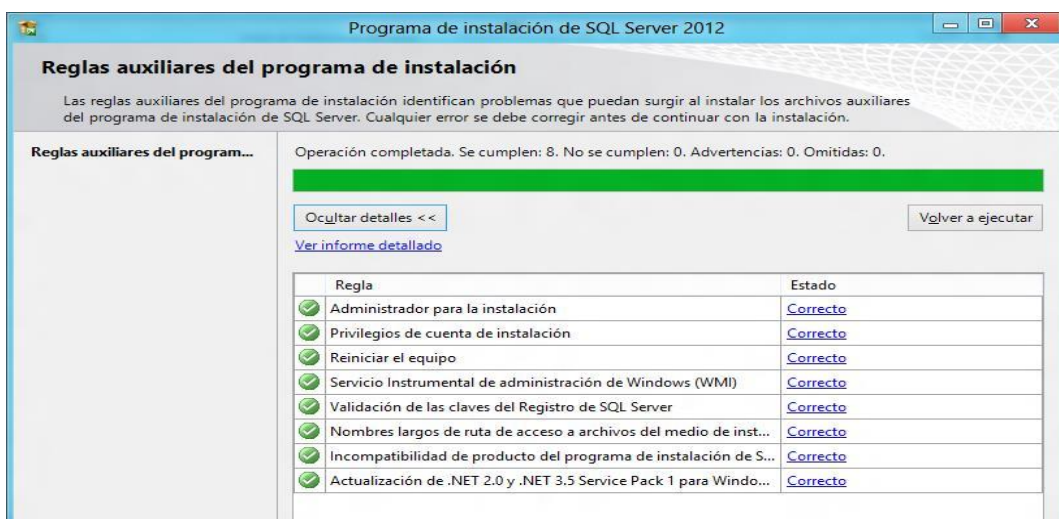 Programa de instalación de SQL Server 2012
Reglas auxiliares del programa de instalación
Las reglas auxiliares del programa de instalación identifican problemas que puedan surgir al instalar los archivos auxiliares
del programa de instalación de SQL Server. Cualquier error se debe corregir antes de continuar con la instalación.
Reglas auxiliares del program...
Operación completada. Se cumplen: 8. No se cumplen: 0. Advertencias: 0. Omitidas: 0.
Ocultar detalles <<
Volver a ejecutar
Ver informe detallado
Regla Estado
Administrador para la instalación Correcto
Privilegios de cuenta de instalación Correcto
Reiniciar el equipo Correcto
Servicio Instrumental de administración de Windows (WMI) Correcto
Validación de las claves del Registro de SQL Server Correcto
Nombres largos de ruta de acceso a archivos del medio de inst... Correcto
Incompatibilidad de producto del programa de instalación de S... Correcto
Actualización de .NET 2.0 y .NET 3.5 Service Pack 1 para Windo... Correcto